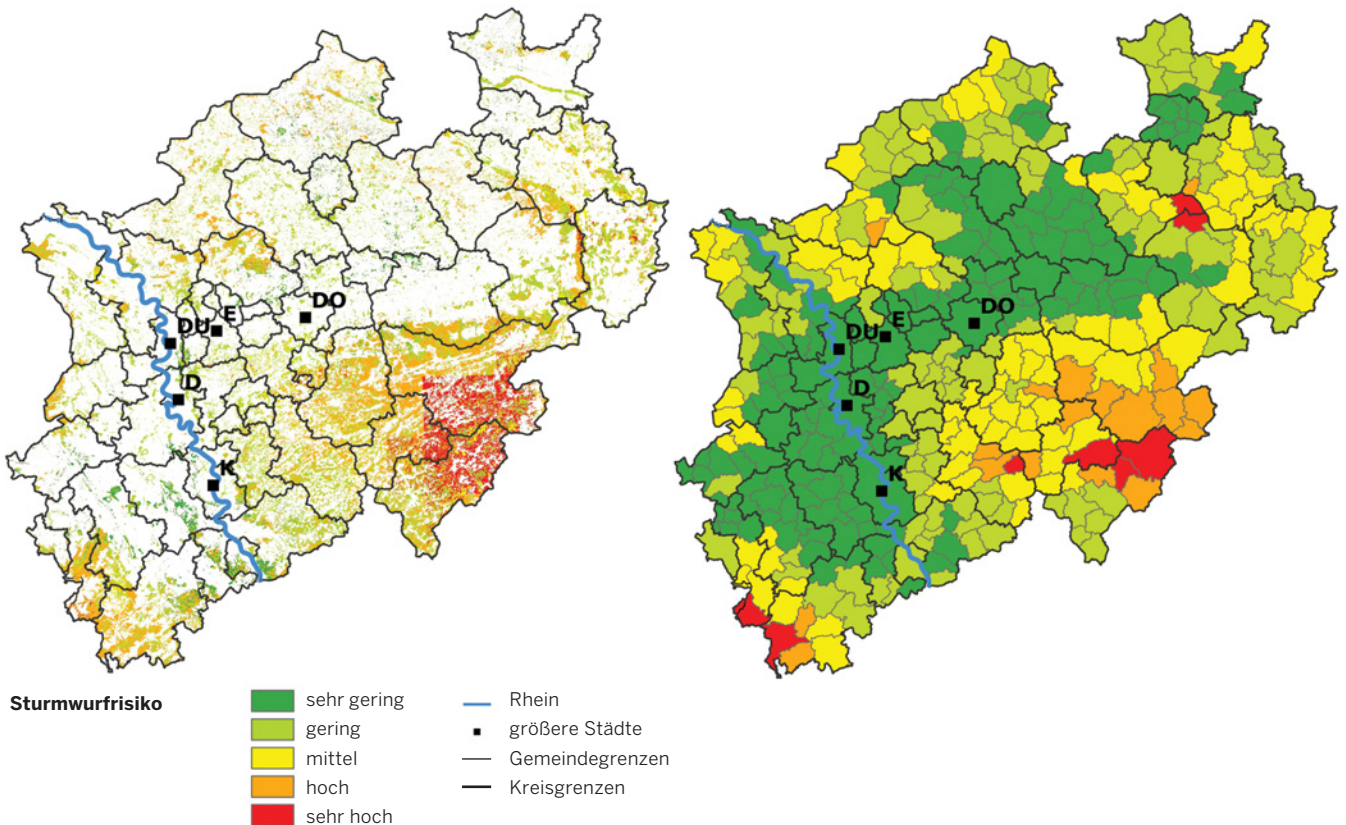 DU
E
DO
D
K
DU
E
DO
D
K
Sturmwurfrisiko
sehr gering
gering
mittel
hoch
sehr hoch
Rhein
größere Städte
Gemeindegrenzen
Kreisgrenzen